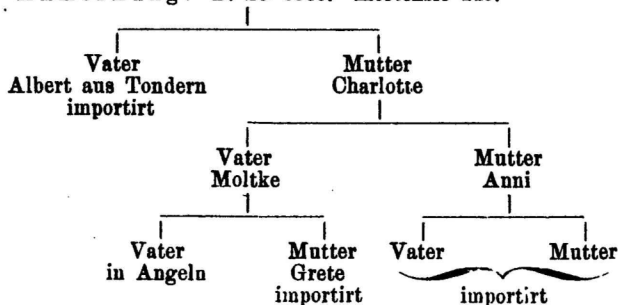 Vater Mutter
Albert aus Tondern Charlotte
importirt
Vater Mutter
Moltke Anni
Vater Mutter Vater Mutter
in Angeln Grete
importirt importirt